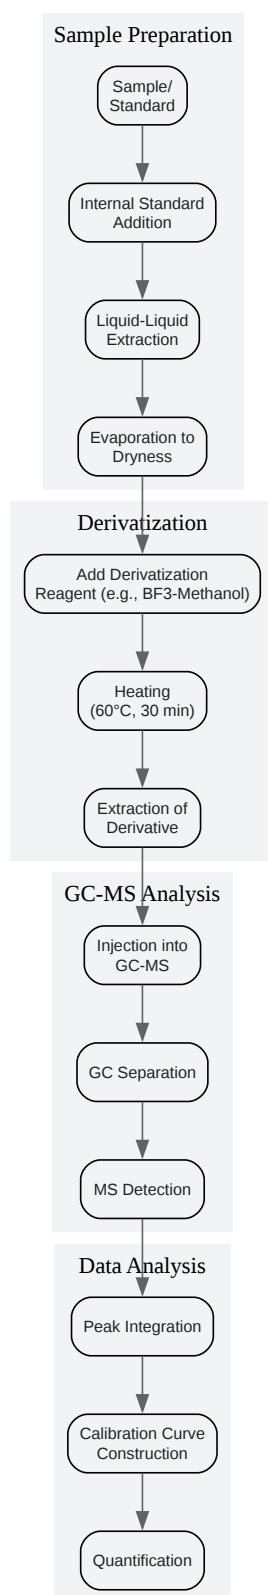 Sample Preparation
Sample/
Standard
Internal Standard
Addition
Liquid-Liquid
Extraction
Evaporation to
Dryness
Derivatization
Add Derivatization
Reagent (e.g., BF3-Methanol)
Heating
(60°C, 30 min)
Extraction of
Derivative
GC-MS Analysis
Injection into
GC-MS
GC Separation
MS Detection
Data Analysis
Peak Integration
Calibration Curve
Construction
Quantification